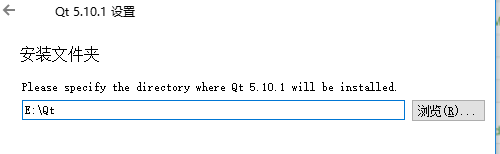 Qt 5.10.1 设置
安装文件夹
Please specify the directory where Qt 5.10.1 will be installed.
E:\Qt
浏览(R)...